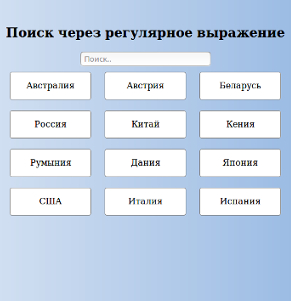 Поиск через регулярное выражение
Поиск..
Австралия Австрия Беларусь
Россия Китай Кения
Румыния Дания Япония
США Италия Испания